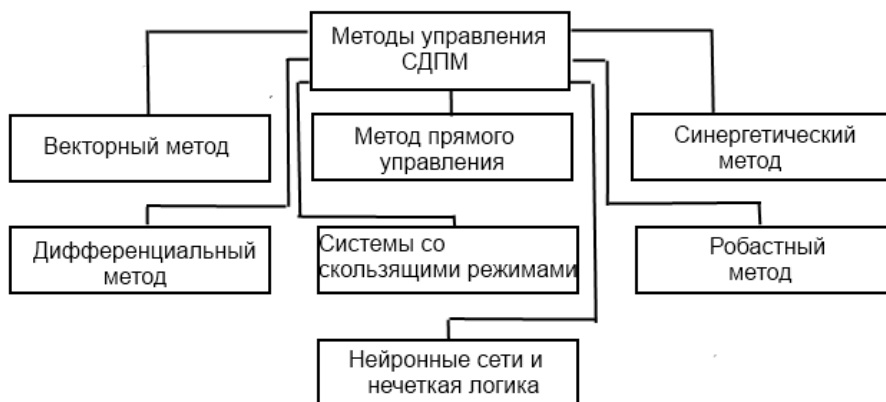 Методы управления
СДПМ
Векторный метод
Метод прямого
управления
Синергетический
метод
Дифференциальный
метод
Системы со
скользящими режимами
Робастный
метод
Нейронные сети и
нечеткая логика